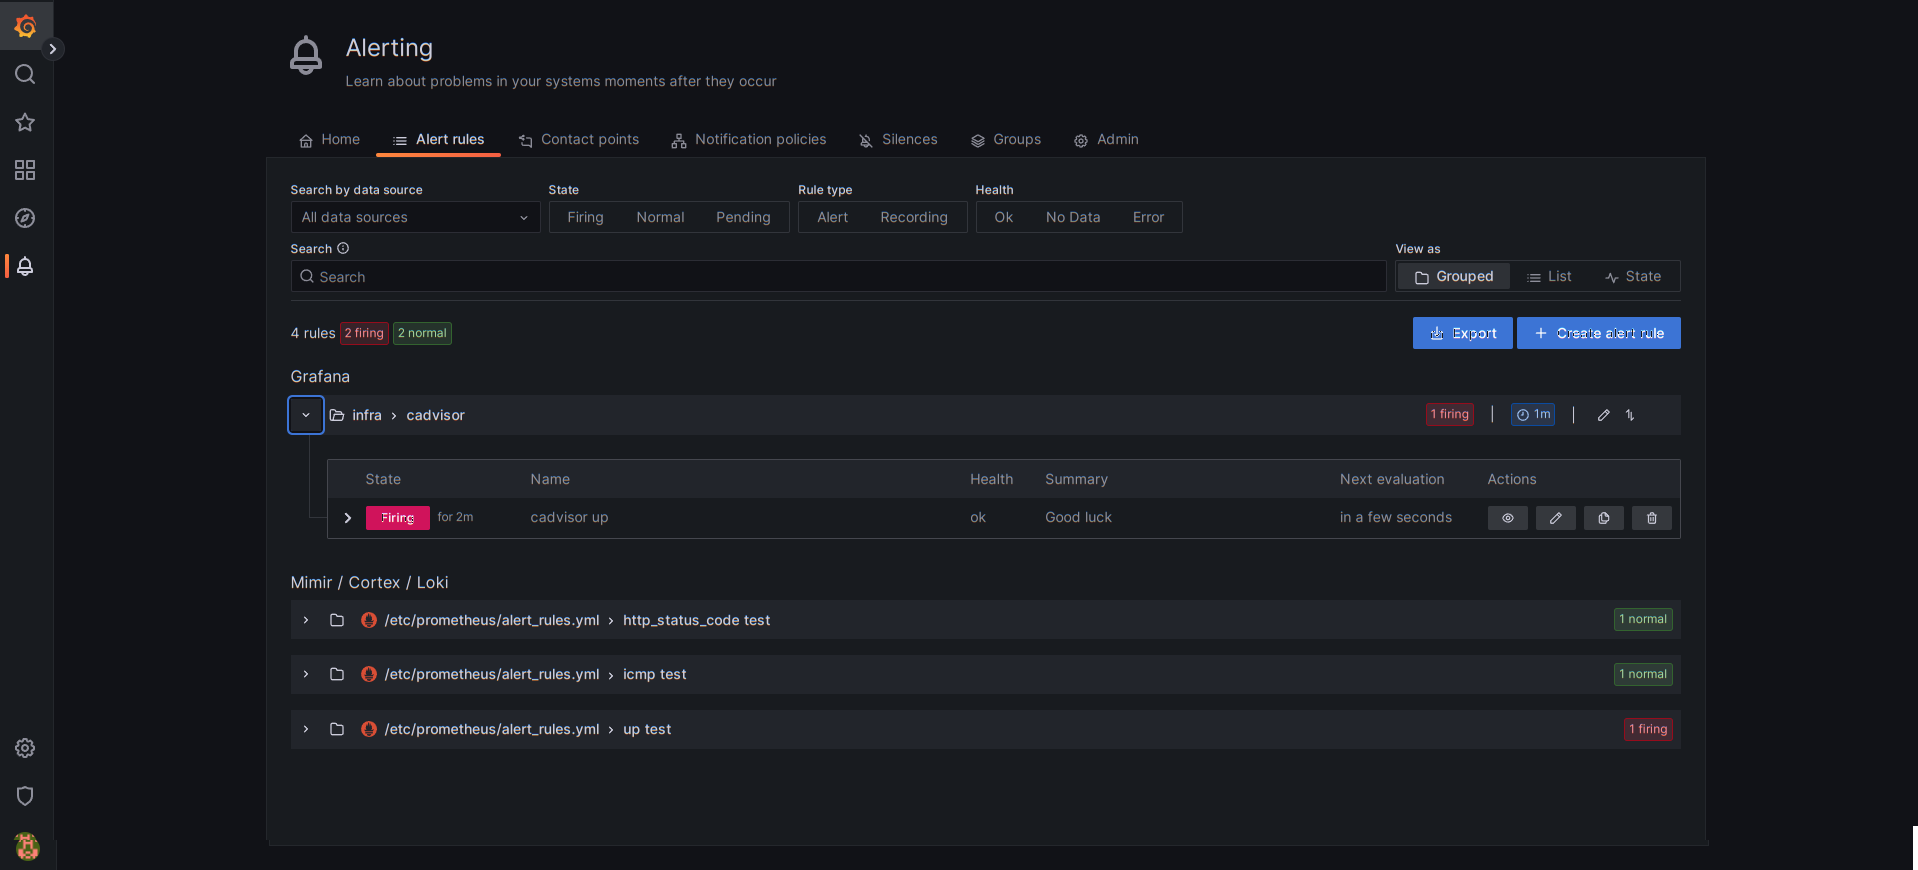 Alerting
Learn about problems in your systems moments after they occur
Home Alert rules Contact points Notification policies Silences Groups Admin
Search by data source State Rule type Health
All data sources Firing Normal Pending Alert Recording Ok No Data Error
Search View as
Search Grouped List State
4 rules 2 firing 2 normal Export Create alert rule
Grafana
infra › cadvisor 1 firing | 1m |
State Name Health Summary Next evaluation Actions
Firing for 2m cadvisor up ok Good luck in a few seconds
Mimir / Cortex / Loki
/etc/prometheus/alert_rules.yml › http_status_code test 1 normal
/etc/prometheus/alert_rules.yml › icmp test 1 normal
/etc/prometheus/alert_rules.yml › up test 1 firing